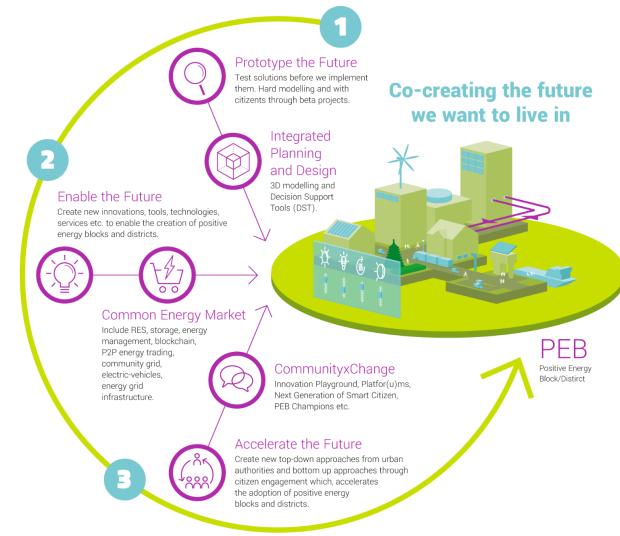 1
Prototype the Future
Test solutions before we implement
them. Hard modelling and with
citizents through beta projects.
Integrated
Planning
and Design
3D modelling and
Decision Support
Tools (DST).
Co-creating the future
we want to live in
2
Enable the Future
Create new innovations, tools, technologies,
services etc. to enable the creation of positive
energy blocks and districts.
Common Energy Market
Include RES, storage, energy
management, blockchain,
P2P energy trading,
community grid,
electric-vehicles,
energy grid
infrastructure.
CommunityxChange
Innovation Playground, Platfor(u)ms,
Next Generation of Smart Citizen,
PEB Champions etc.
PEB
Positive Energy
Block/Distirct
3
Accelerate the Future
Create new top-down approaches from urban
authorities and bottom up approaches through
citizen engagement which, accelerates
the adoption of positive energy
blocks and districts.